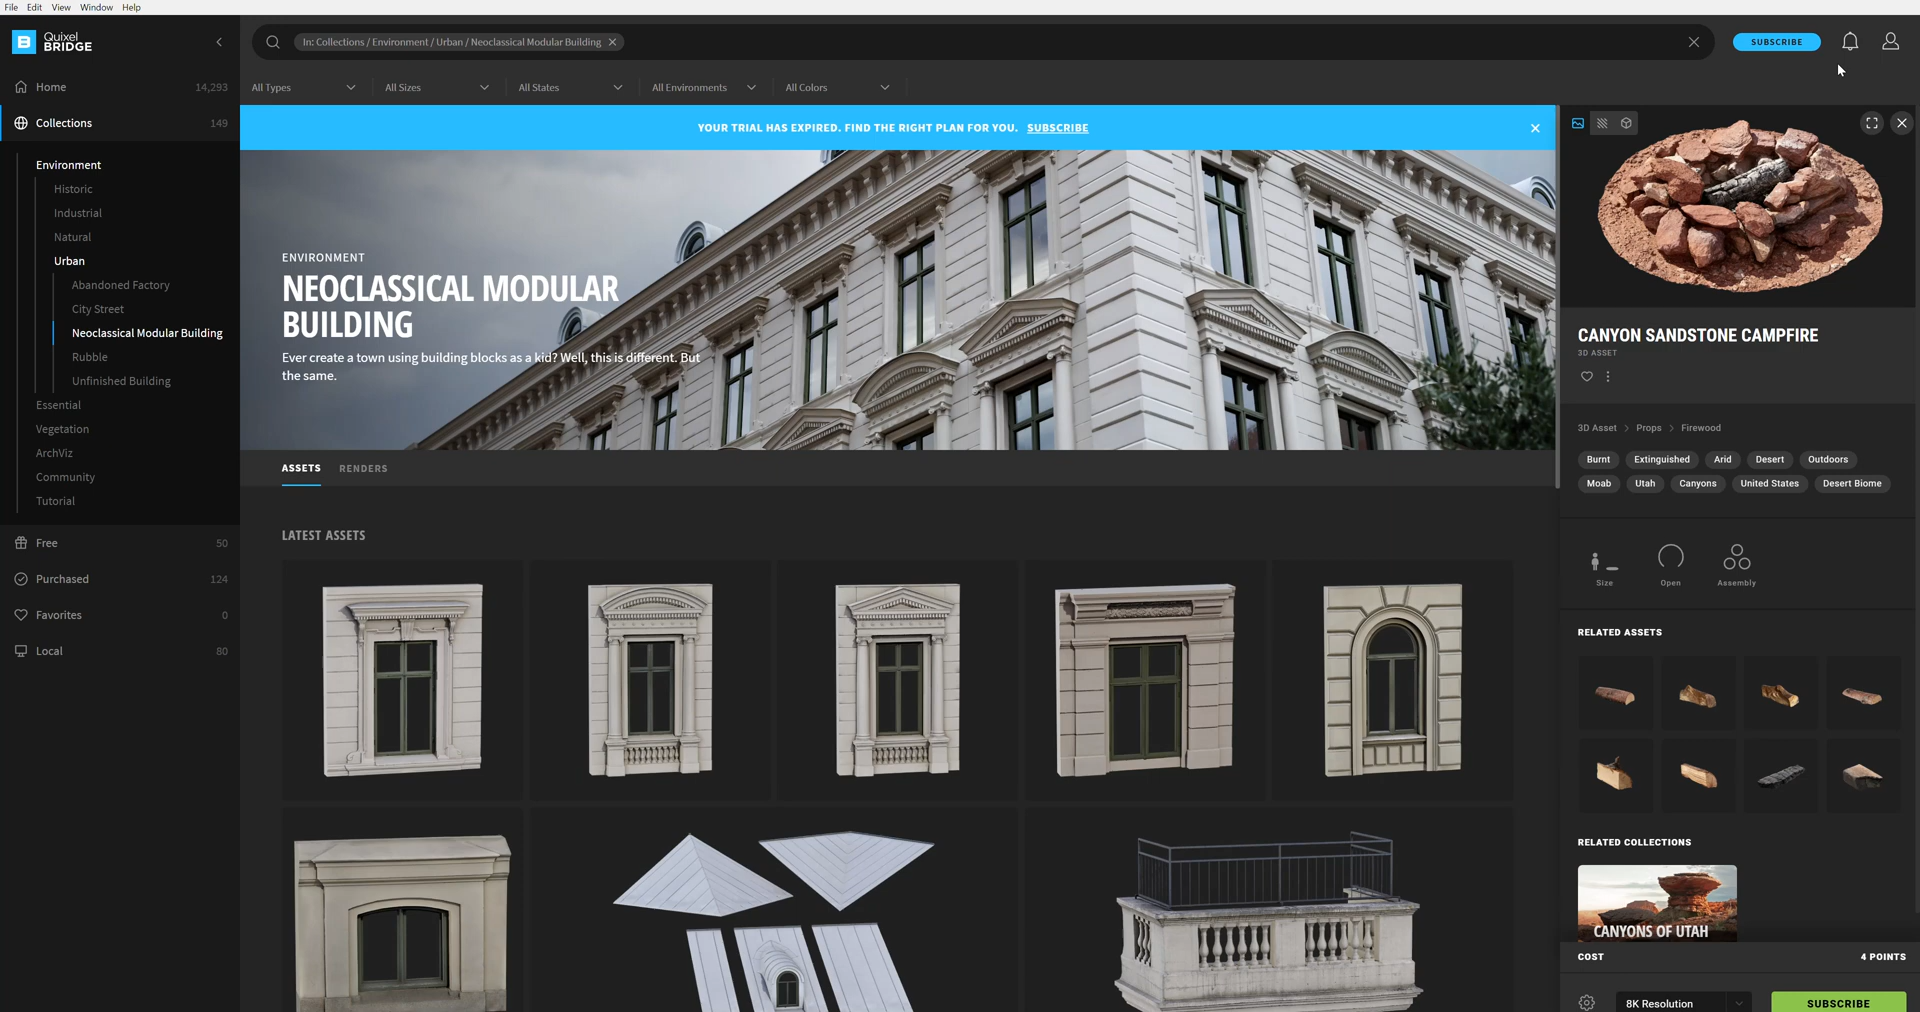 File Edit View Window Help
Quixel
BRIDGE
In: Collections / Environment / Urban / Neoclassical Modular Building
SUBSCRIBE
Home 14,293
Collections 149
Environment
Historic
Industrial
Natural
Urban
Abandoned Factory
City Street
Neoclassical Modular Building
Rubble
Unfinished Building
Essential
Vegetation
ArchViz
Community
Tutorial
Free 50
Purchased 124
Favorites 0
Local 80
All Types All Sizes All States All Environments All Colors
YOUR TRIAL HAS EXPIRED. FIND THE RIGHT PLAN FOR YOU. SUBSCRIBE
ENVIRONMENT
NEOCLASSICAL MODULAR
BUILDING
Ever create a town using building blocks as a kid? Well, this is different. But
the same.
ASSETS RENDERS
LATEST ASSETS
CANYON SANDSTONE CAMPFIRE
3D ASSET
3D Asset > Props > Firewood
Burnt Extinguished Arid Desert Outdoors
Moab Utah Canyons United States Desert Biome
Size Open Assembly
RELATED ASSETS
RELATED COLLECTIONS
CANYONS OF UTAH
COST 4 POINTS
8K Resolution SUBSCRIBE